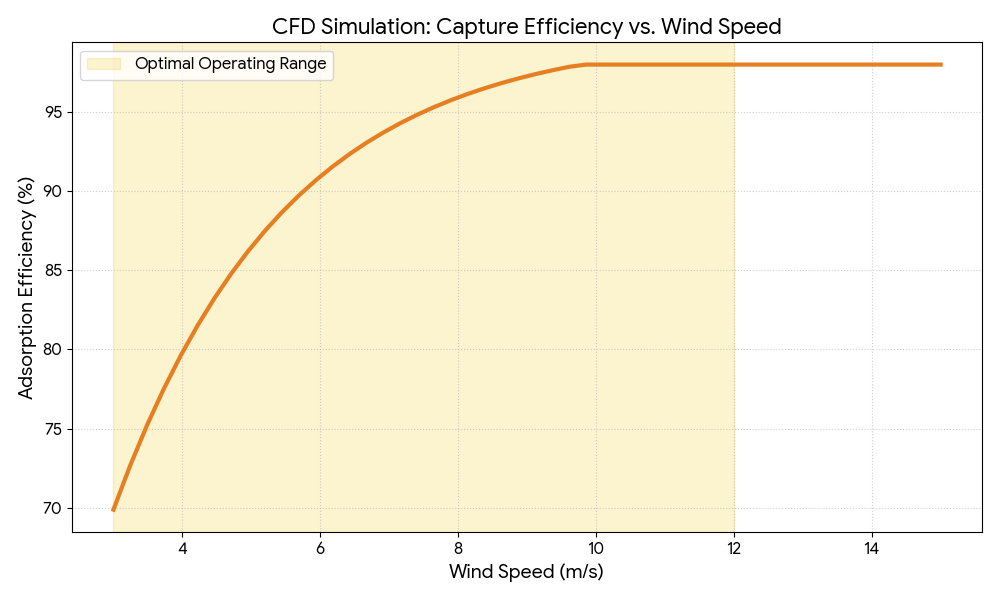 CFD Simulation: Capture Efficiency vs. Wind Speed
Optimal Operating Range
Adsorption Efficiency (%)
95
90
85
80
75
70
4 6 8 10 12 14
Wind Speed (m/s)